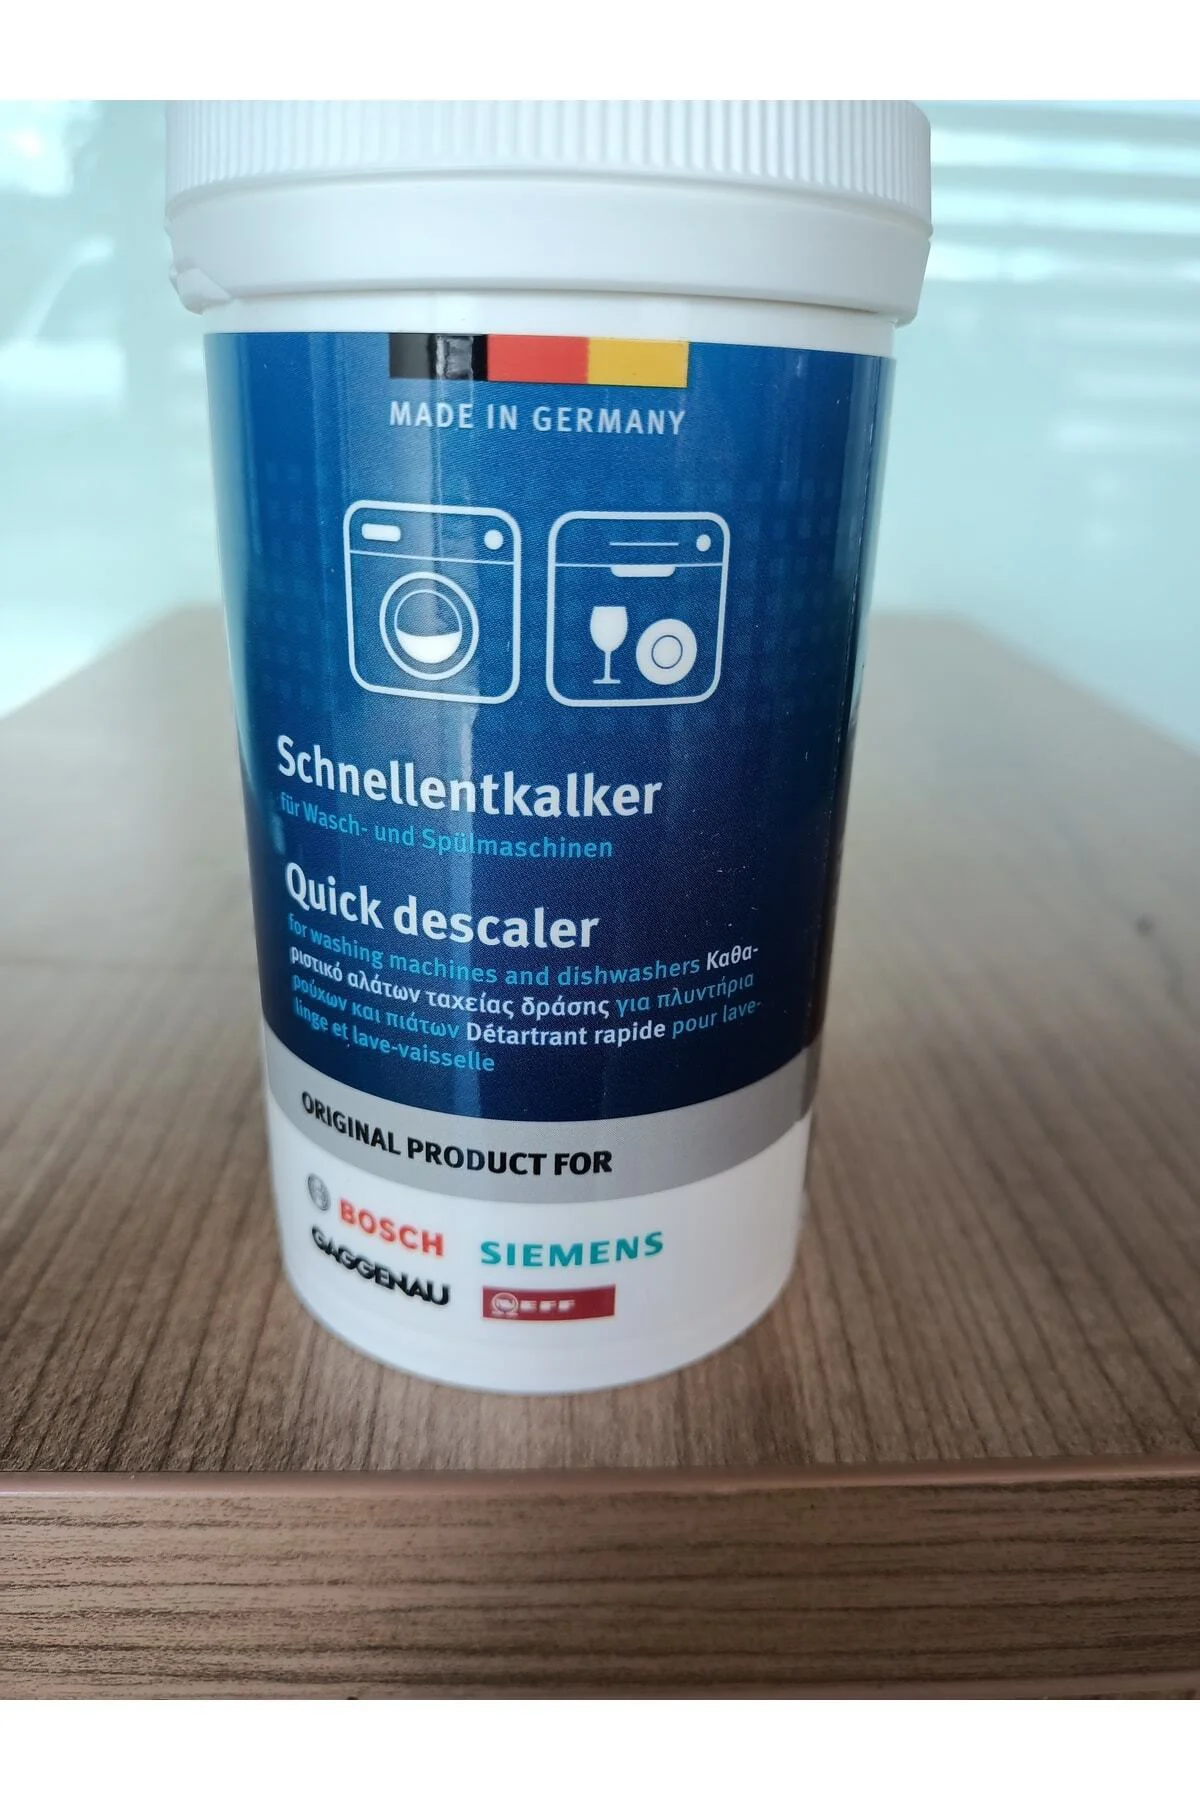 MADE IN GERMANY
Schnellentkalker
für Wasch- und Spülmaschinen
Quick descaler
for washing machines and dishwashers Καθα-
ριστικό αλάτων ταχείας δράσης για πλυντήρια
ρούχων και πιάτων Détartrant rapide pour lave-
linge et lave-vaisselle
ORIGINAL PRODUCT FOR
BOSCH SIEMENS
GAGGENAU NEFF